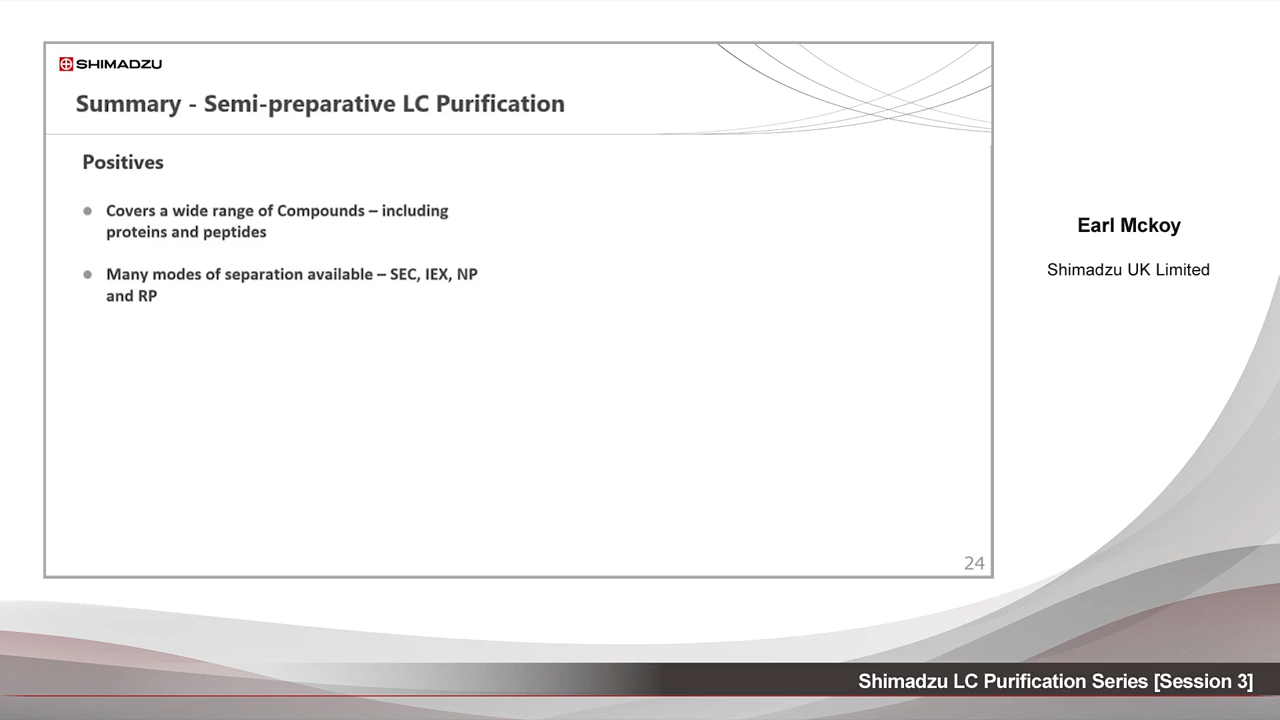 SHIMADZU
Summary - Semi-preparative LC Purification
Positives
Covers a wide range of Compounds – including
proteins and peptides
Many modes of separation available – SEC, IEX, NP
and RP
24
Earl Mckoy
Shimadzu UK Limited
Shimadzu LC Purification Series [Session 3]